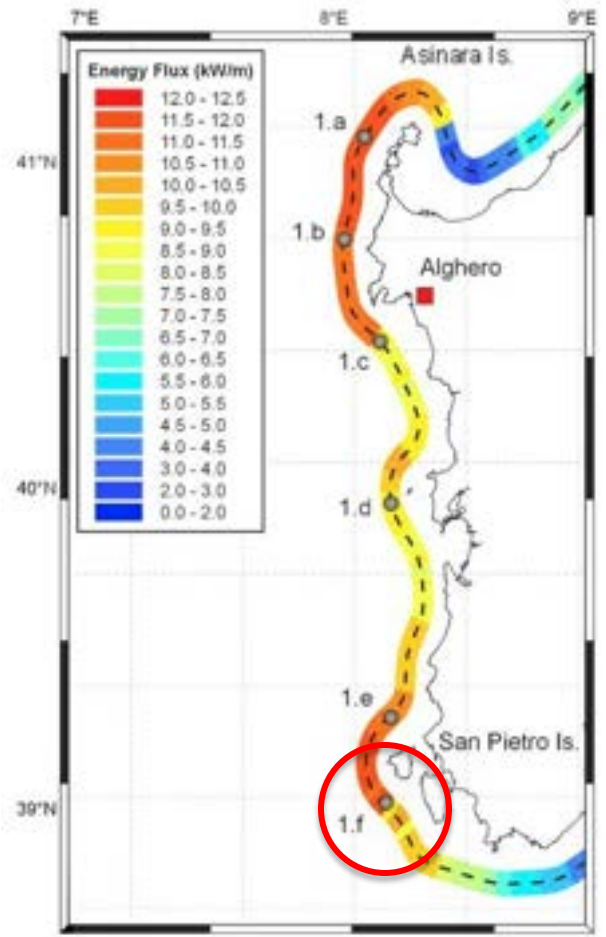 7°E 8°E 9°E
Asinara Is.
Energy Flux (kW/m)
12.0 - 12.5
11.5 - 12.0
11.0 - 11.5
10.5 - 11.0
10.0 - 10.5
9.5 - 10.0
9.0 - 9.5
8.5 - 9.0
8.0 - 8.5
7.5 - 8.0
7.0 - 7.5
6.5 - 7.0
6.0 - 6.5
5.5 - 6.0
5.0 - 5.5
4.5 - 5.0
4.0 - 4.5
3.0 - 4.0
2.0 - 3.0
0.0 - 2.0
1.a
41°N
1.b
Alghero
1.c
40°N
1.d
1.e
San Pietro Is.
39°N
1.f